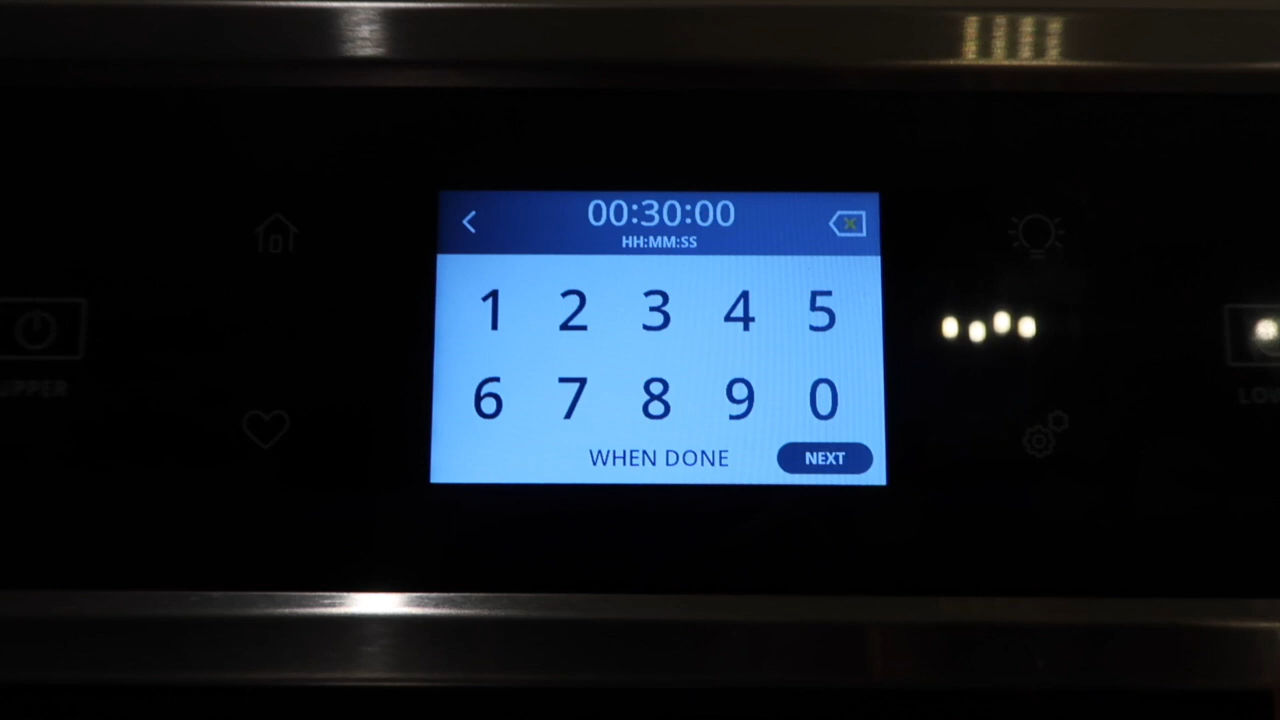 00:30:00
HH:MM:SS
1 2 3 4 5
6 7 8 9 0
WHEN DONE NEXT
UPPER